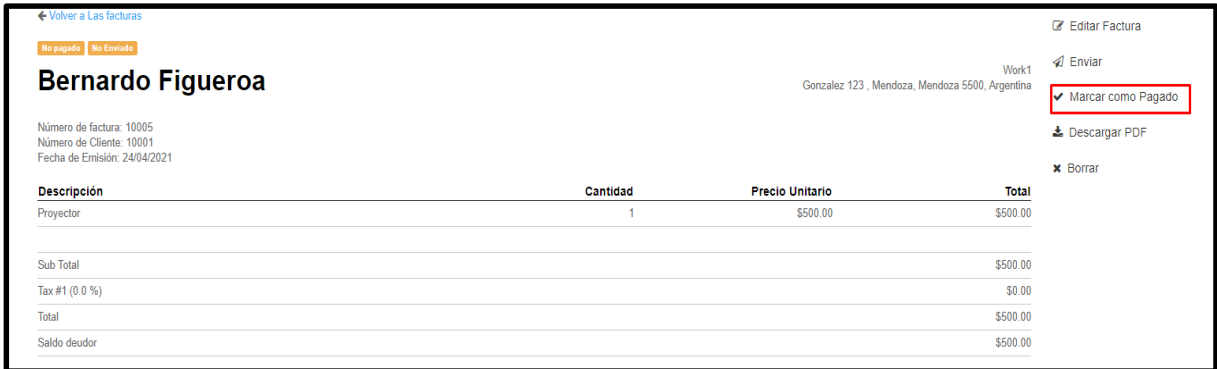 Volver a Las facturas
No pagado No Enviado
Bernardo Figueroa
Work1
Gonzalez 123 , Mendoza, Mendoza 5500, Argentina
Número de factura: 10005
Número de Cliente: 10001
Fecha de Emisión: 24/04/2021
Descripción Cantidad Precio Unitario Total
Proyector 1 $500.00 $500.00
Sub Total $500.00
Tax #1 (0.0 %) $0.00
Total $500.00
Saldo deudor $500.00
Editar Factura
Enviar
Marcar como Pagado
Descargar PDF
Borrar